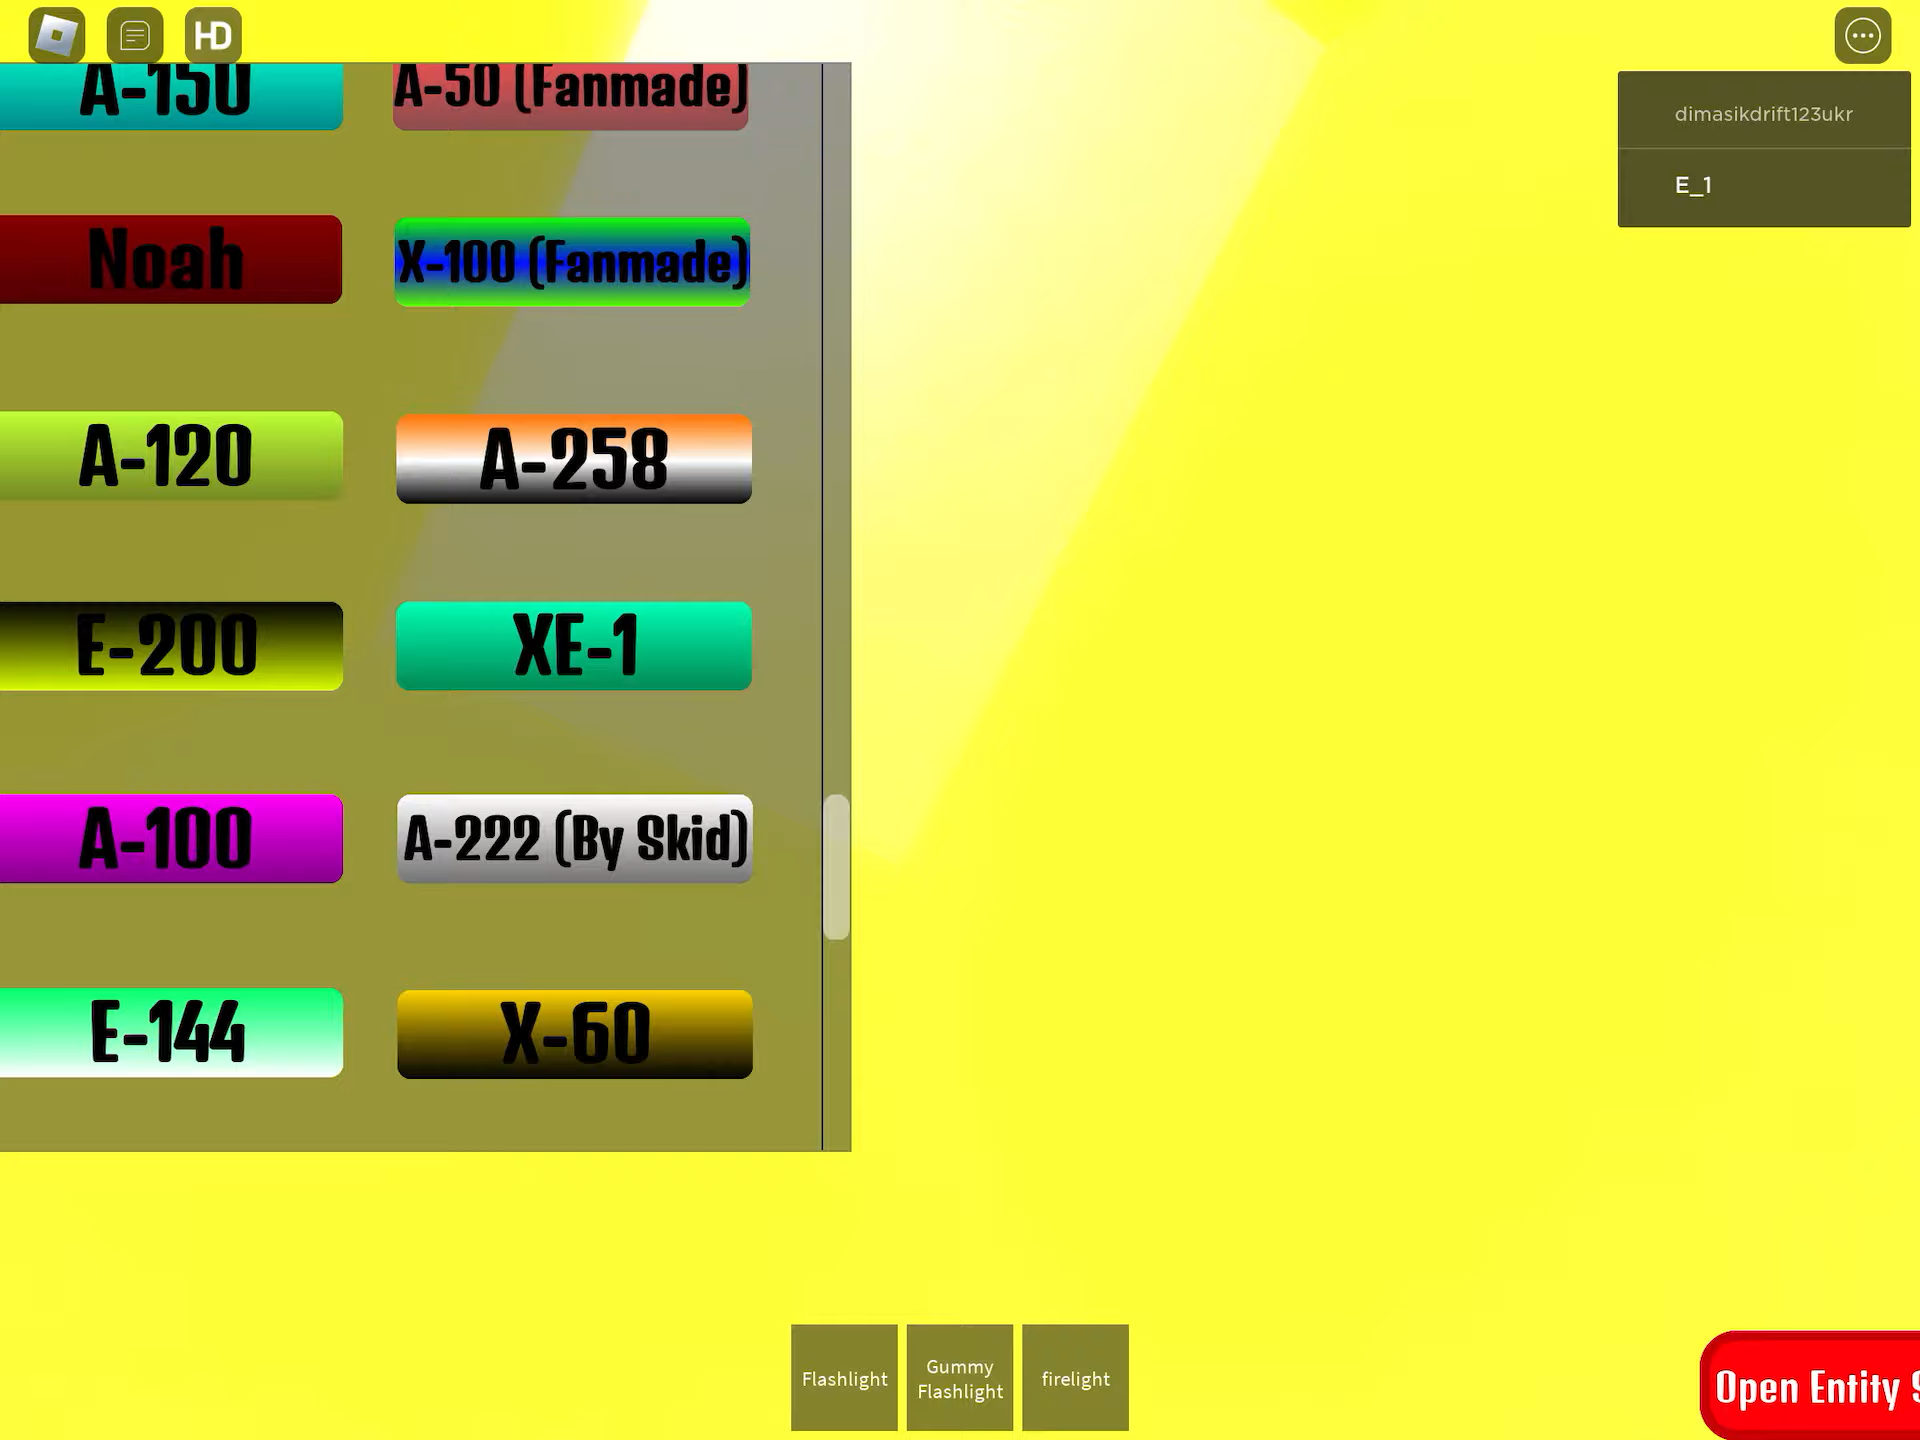 HD
dimasikdrift123ukr
E_1
A-150
A-50 (Fanmade)
Noah
X-100 (Fanmade)
A-120
A-258
E-200
XE-1
A-100
A-222 (By Skid)
E-144
X-60
Flashlight
Gummy
Flashlight
firelight
Open Entity